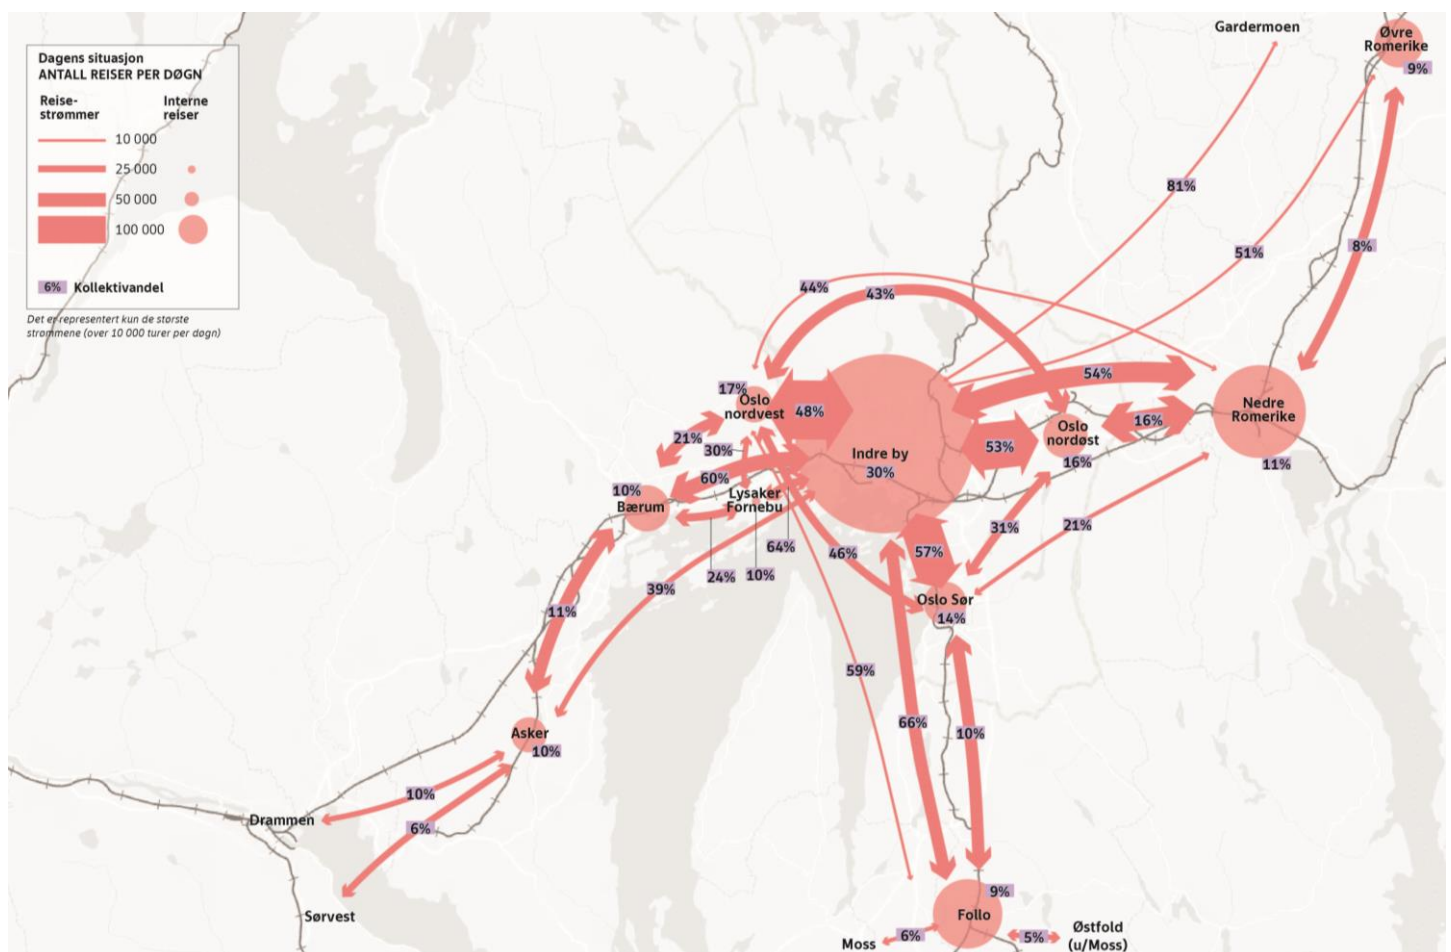 Dagens situasjon
ANTALL REISER PER DØGN
Reise-
strømmer
Interne
reiser
10 000
25 000
50 000
100 000
6% Kollektivandel
Det er representert kun de største
strømmene (over 10 000 turer per døgn)
Gardermoen
Øvre
Romerike
9%
81%
51%
8%
44%
43%
54%
17%
Oslo
nordvest
48%
Nedre
Romerike
11%
16%
Oslo
nordøst
16%
53%
21%
30%
Indre by
30%
60%
10%
Bærum
Lysaker
Fornebu
64%
24%
10%
46%
57%
31%
21%
39%
11%
Oslo Sør
14%
59%
66%
10%
Asker
10%
10%
Drammen
6%
Sørvest
9%
Follo
6%
Moss
5%
Østfold
(u/Moss)